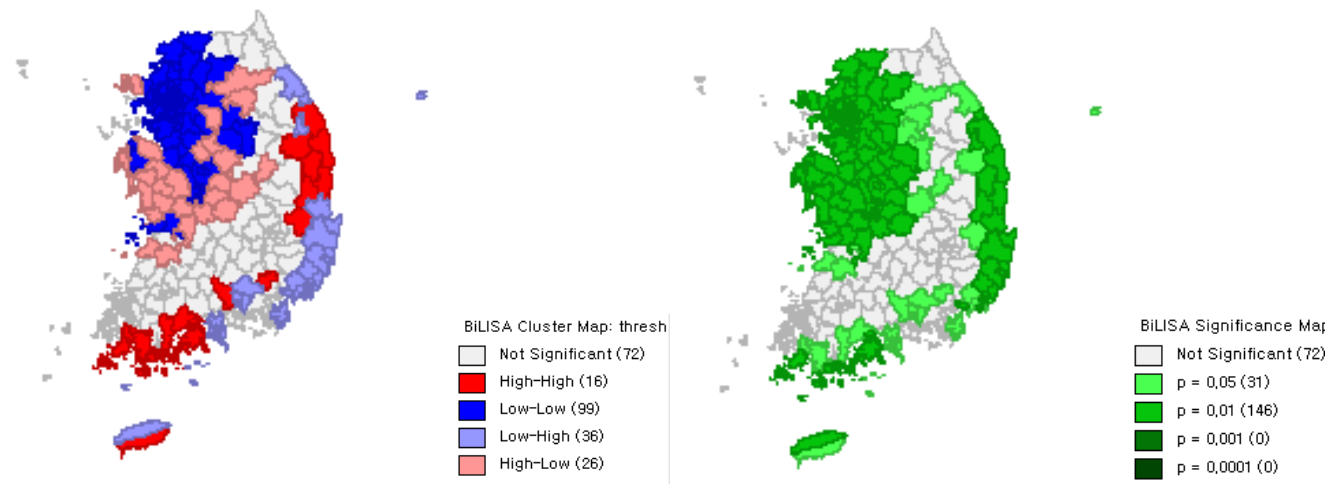 BiLISA Cluster Map: thresh
Not Significant (72)
High-High (16)
Low-Low (99)
Low-High (36)
High-Low (26)
BiLISA Significance Map
Not Significant (72)
p = 0,05 (31)
p = 0,01 (146)
p = 0,001 (0)
p = 0,0001 (0)